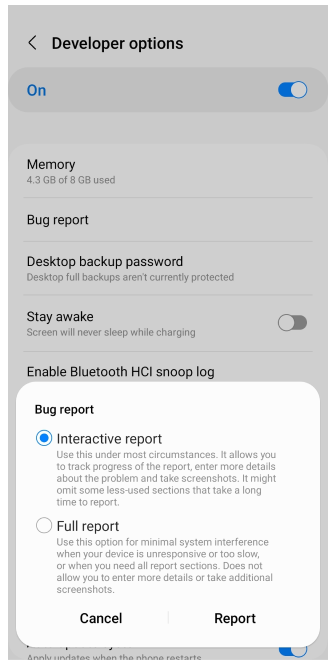 Developer options
On
Memory
4.3 GB of 8 GB used
Bug report
Desktop backup password
Desktop full backups aren't currently protected
Stay awake
Screen will never sleep while charging
Enable Bluetooth HCI snoop log
Bug report
Interactive report
Use this under most circumstances. It allows you
to track progress of the report, enter more details
about the problem and take screenshots. It might
omit some less-used sections that take a long
time to report.
Full report
Use this option for minimal system interference
when your device is unresponsive or too slow,
or when you need all report sections. Does not
allow you to enter more details or take additional
screenshots.
Cancel
Report
Apply updates when the phone restarts